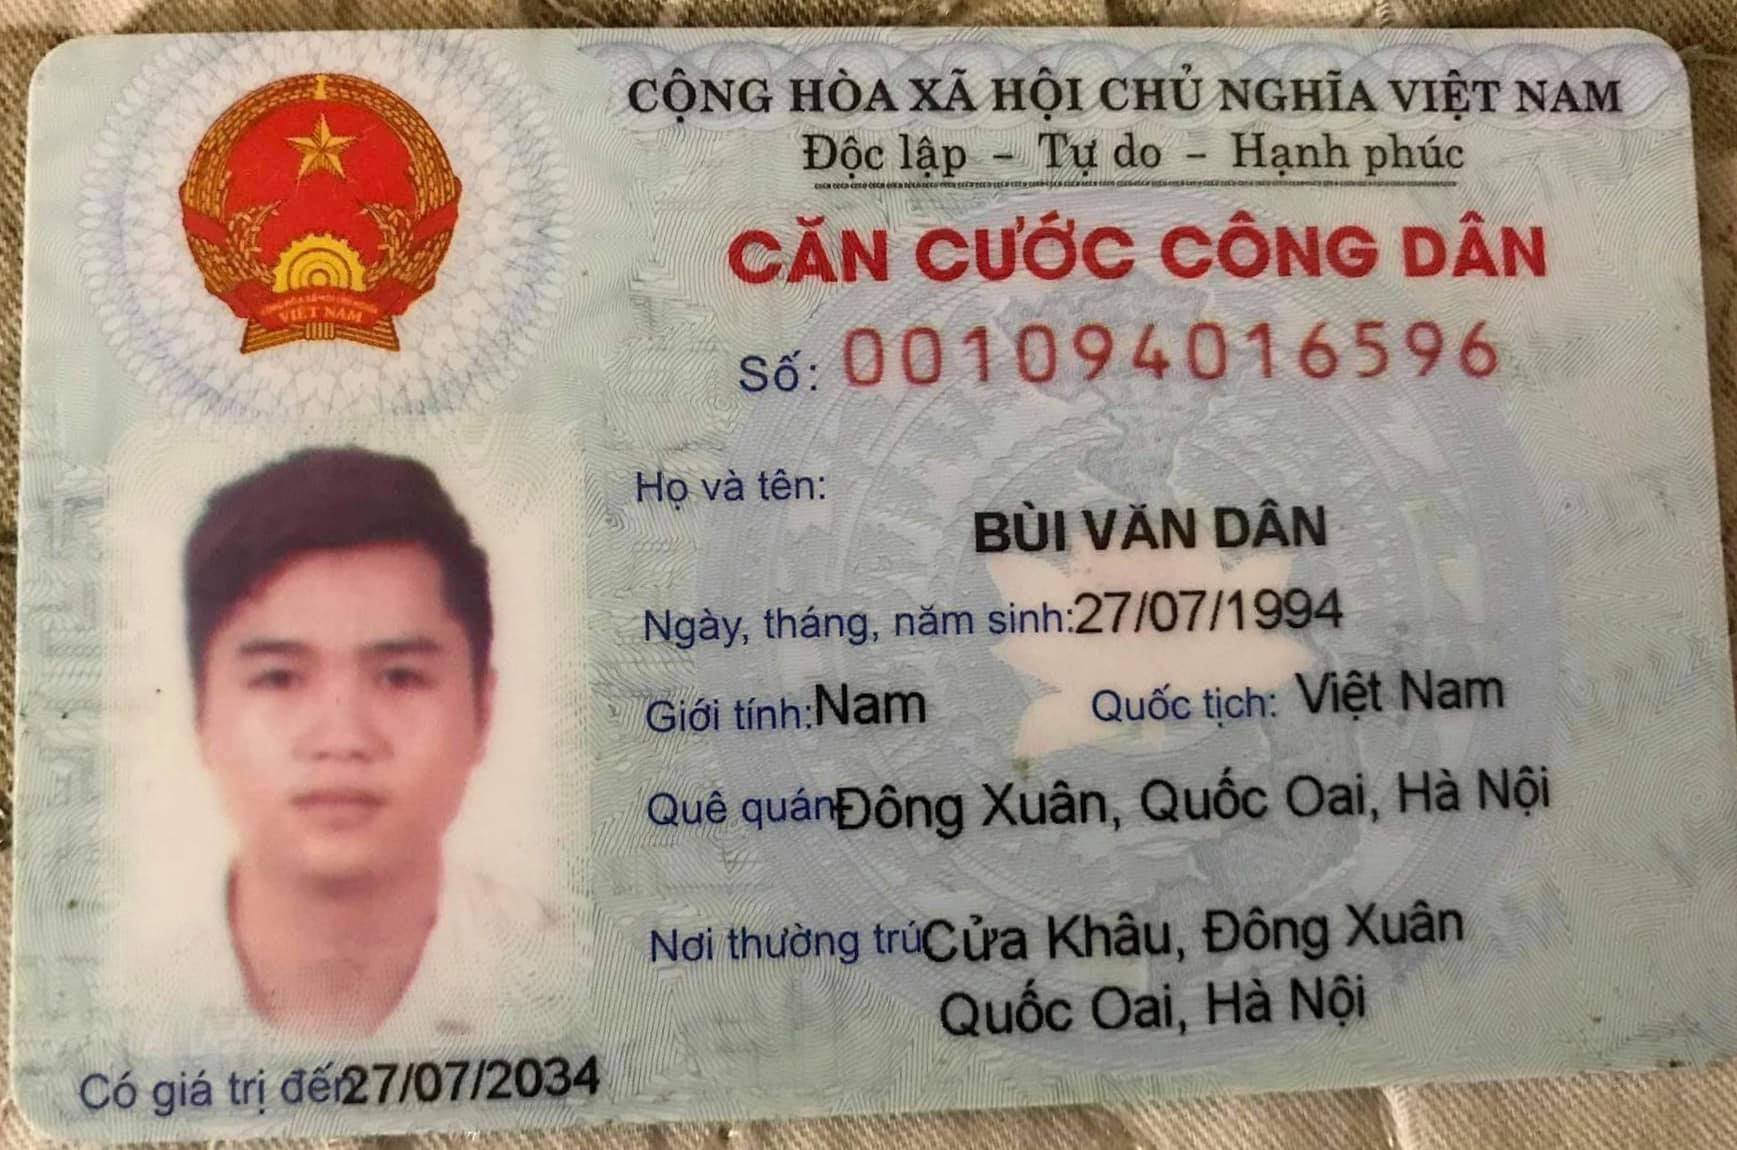 CỘNG HÒA XÃ HỘI CHỦ NGHĨA VIỆT NAM
Độc lập - Tự do - Hạnh phúc
CĂN CƯỚC CÔNG DÂN
Số: 001094016596
Họ và tên:
BÙI VĂN DÂN
Ngày, tháng, năm sinh:27/07/1994
Giới tính:Nam Quốc tịch: Việt Nam
Quê quán Đông Xuân, Quốc Oai, Hà Nội
Nơi thường trú Cửa Khâu, Đông Xuân
Quốc Oai, Hà Nội
Có giá trị đến 27/07/2034
VIỆT NAM